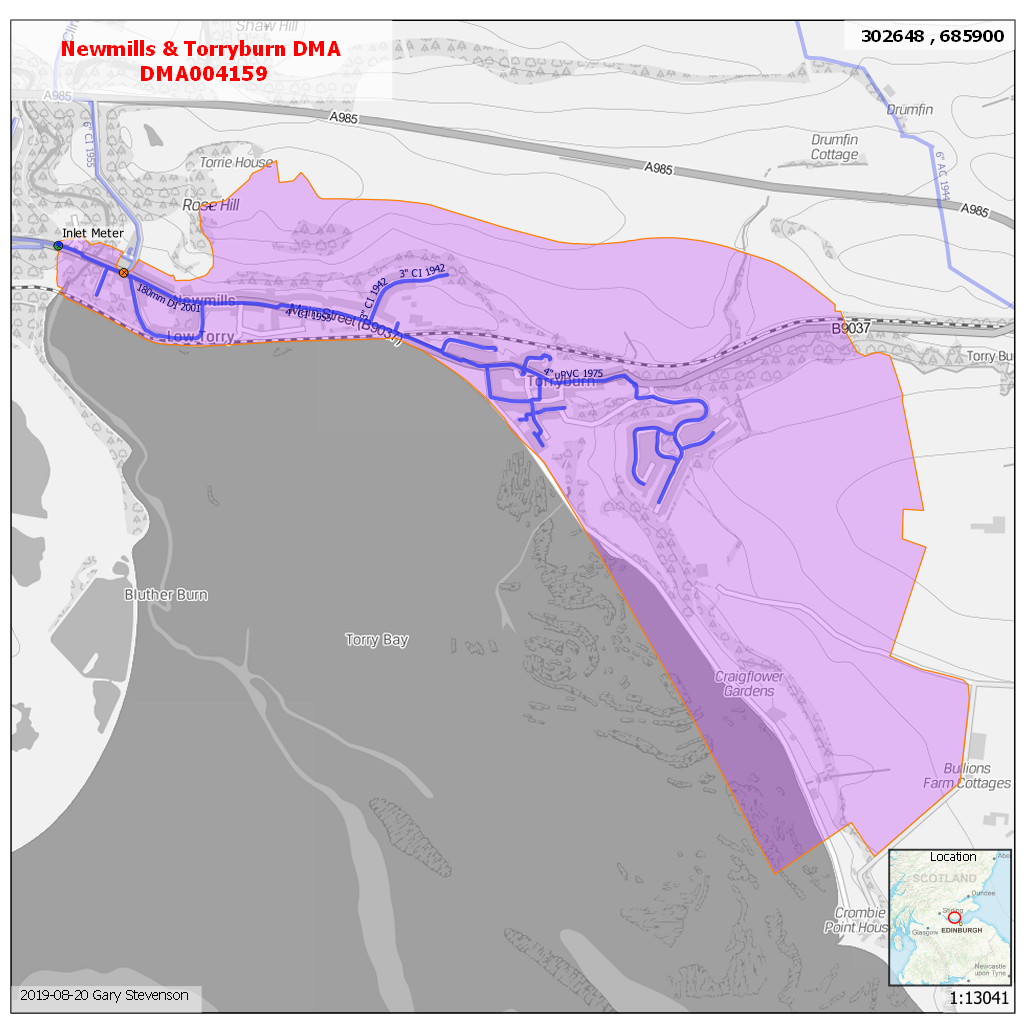 Shaw Hill
Newmills & Torryburn DMA
DMA004159
302648 , 685900
A985
A985
A985
A985
6" CI 1955
6" AC 1944
Drumfin
Drumfin
Cottage
Torrie House
Rose Hill
Inlet Meter
180mm DI 2001
Newmills
Low Torry
4" CI 1955
Main Street (B9037)
3" CI 1942
3" CI 1942
B9037
Torry Bu
4" uPVC 1975
Torryburn
Bluther Burn
Torry Bay
Craigflower
Gardens
Bullions
Farm Cottages
Crombie
Point Hous
Location
SCOTLAND
Dundee
Stirling
Glasgow
EDINBURGH
Newcastle
upon Tyne
2019-08-20 Gary Stevenson
1:13041